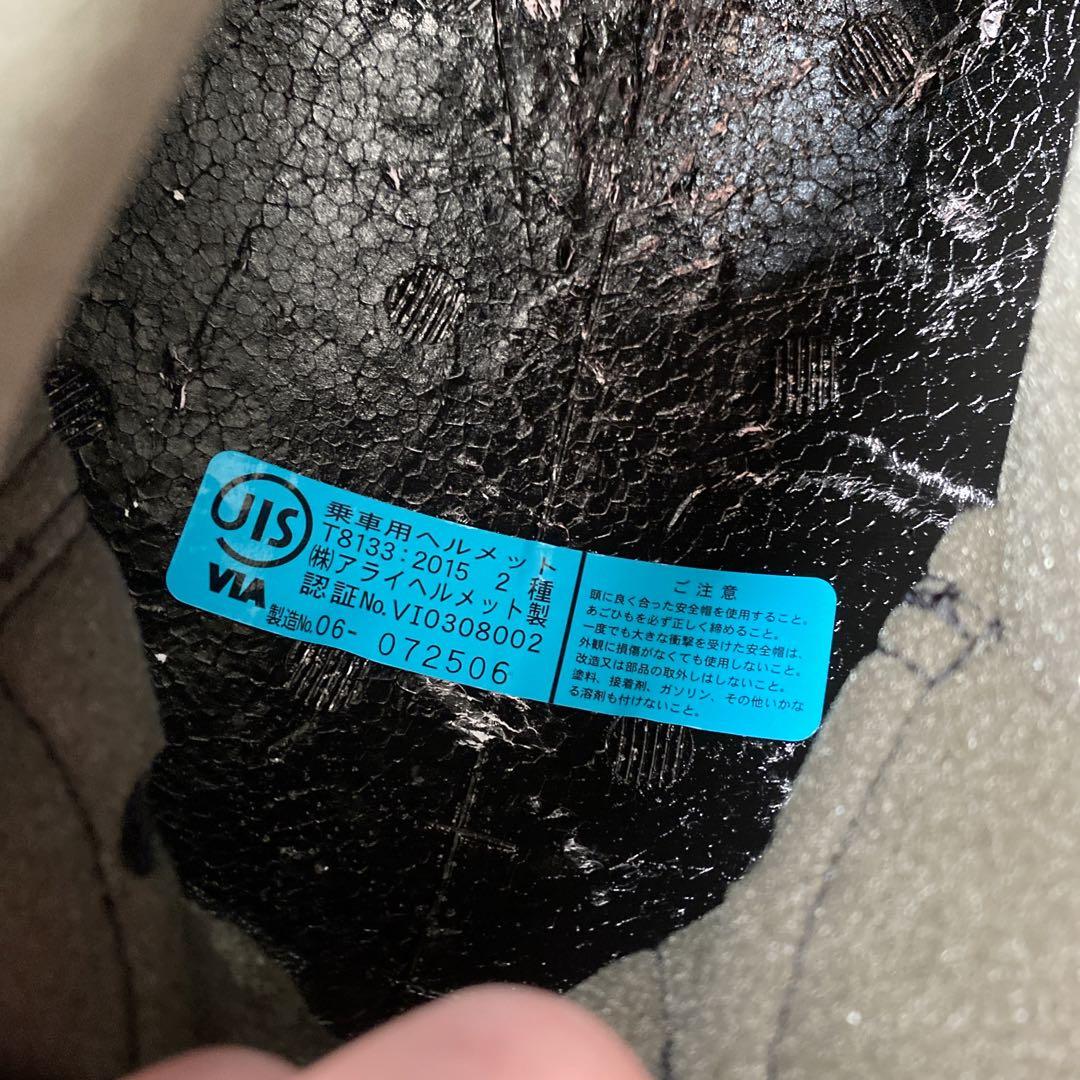 JIS
VIA
乗車用ヘルメット
T8133:2015 2 種
㈱アライヘルメット製
認証No.VI0308002
製造No.06- 072506
ご注意
頭に良く合った安全帽を使用すること。
あごひもを必ず正しく締めること。
一度でも大きな衝撃を受けた安全帽は、
外観に損傷がなくても使用しないこと。
改造又は部品の取外しはしないこと。
塗料、接着剤、ガソリン、その他いかな
る溶剤も付けないこと。